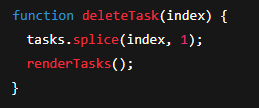 function deleteTask(index) {
  tasks.splice(index, 1);
  renderTasks();
}